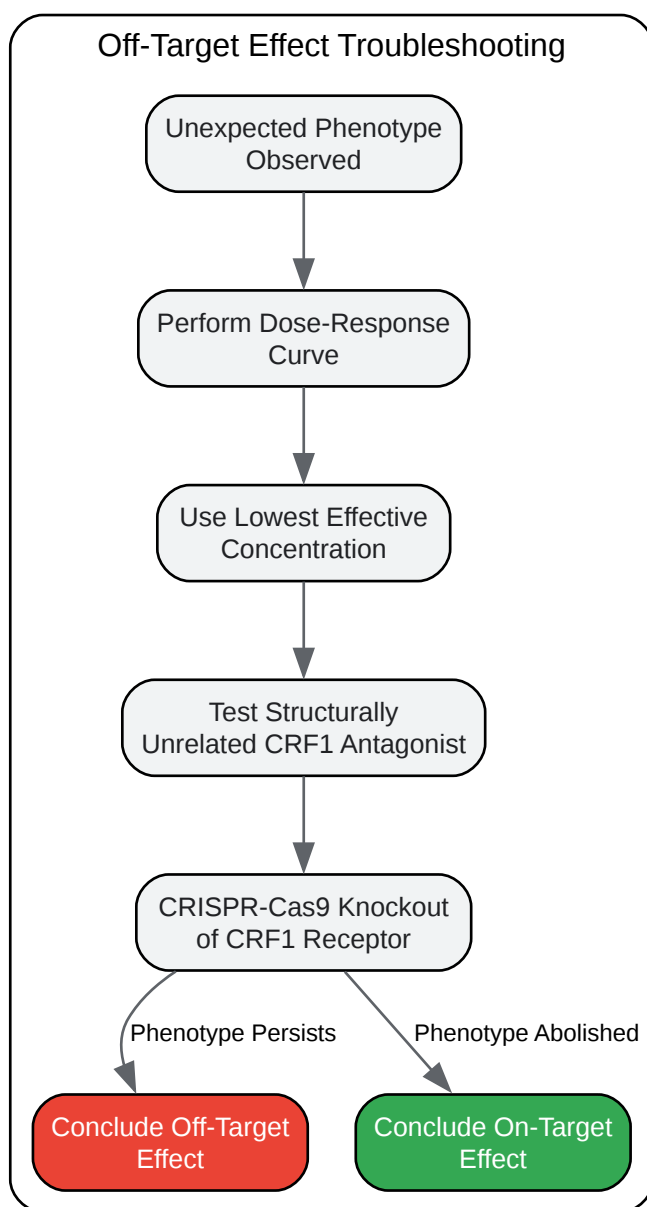 Off-Target Effect Troubleshooting
Unexpected Phenotype
Observed
Perform Dose-Response
Curve
Use Lowest Effective
Concentration
Test Structurally
Unrelated CRF1 Antagonist
CRISPR-Cas9 Knockout
of CRF1 Receptor
Phenotype Persists
Phenotype Abolished
Conclude Off-Target
Effect
Conclude On-Target
Effect